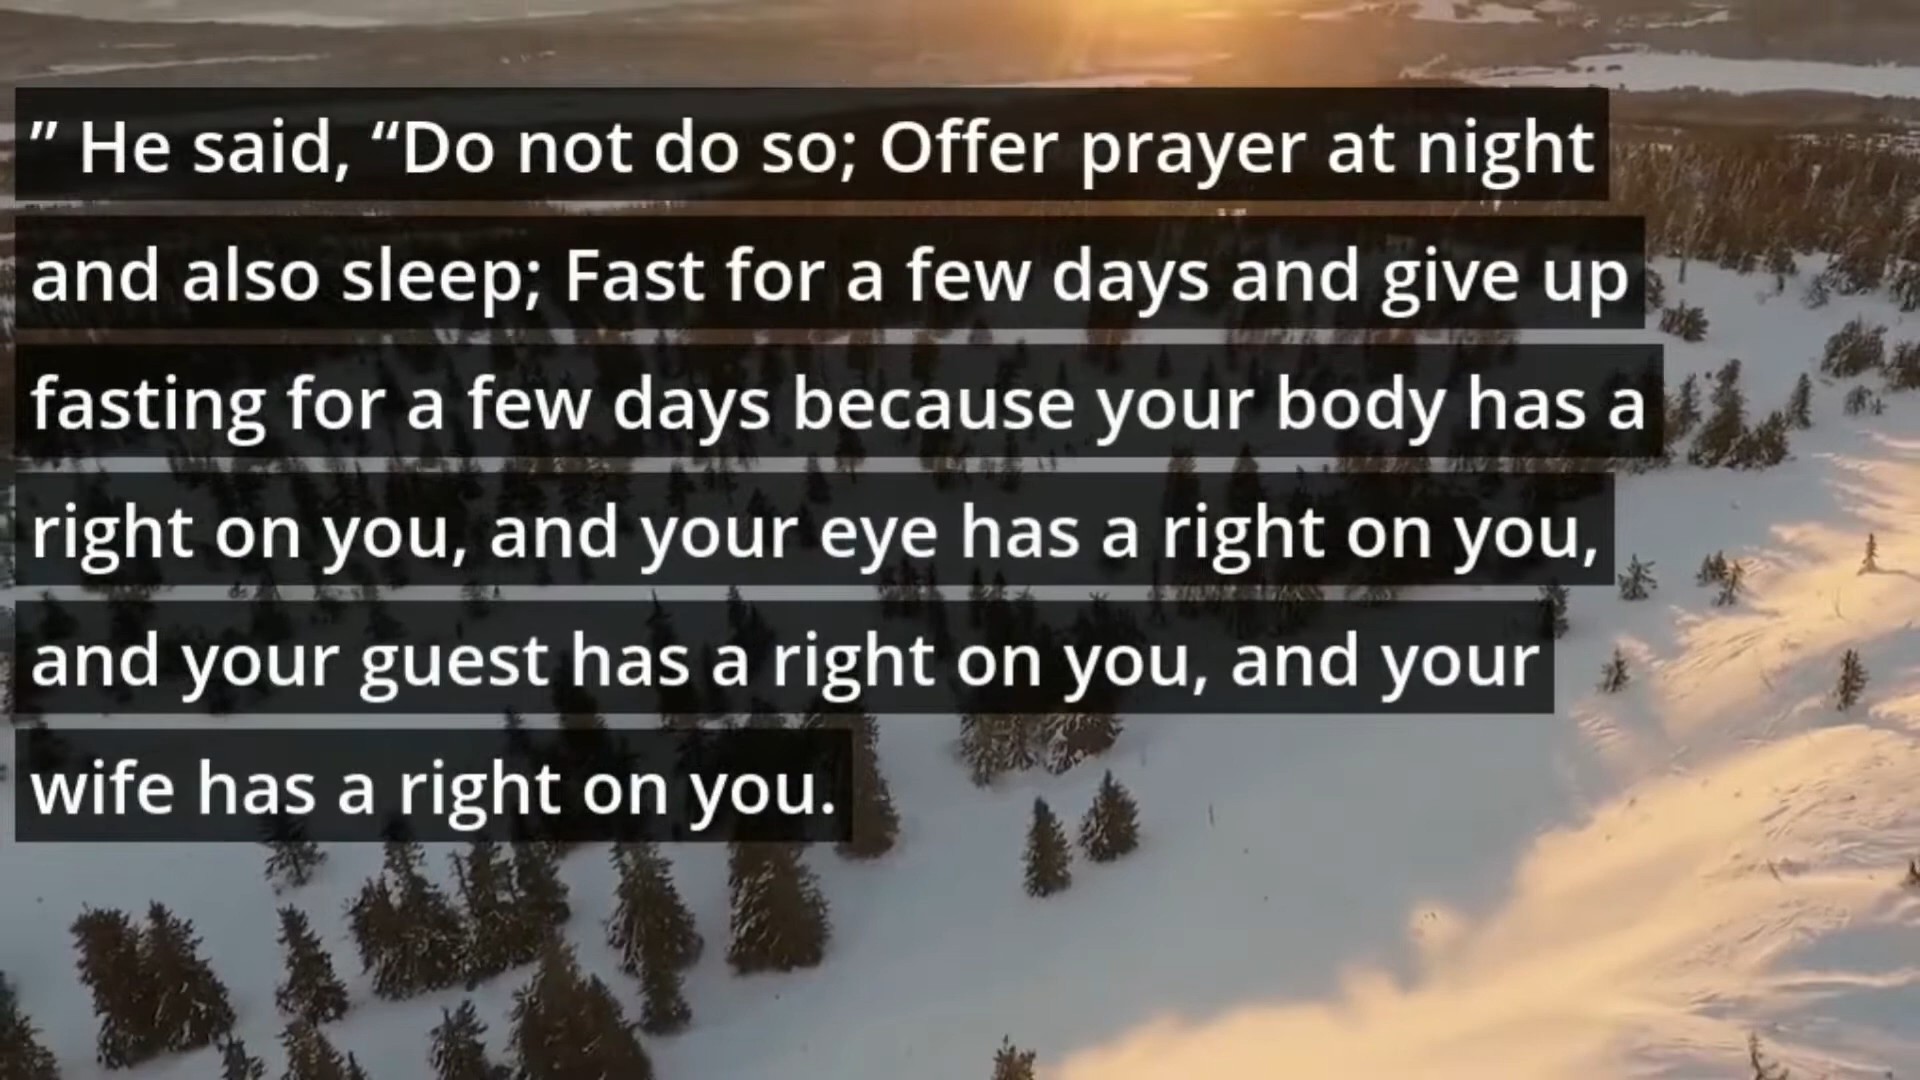 ” He said, “Do not do so; Offer prayer at night
and also sleep; Fast for a few days and give up
fasting for a few days because your body has a
right on you, and your eye has a right on you,
and your guest has a right on you, and your
wife has a right on you.